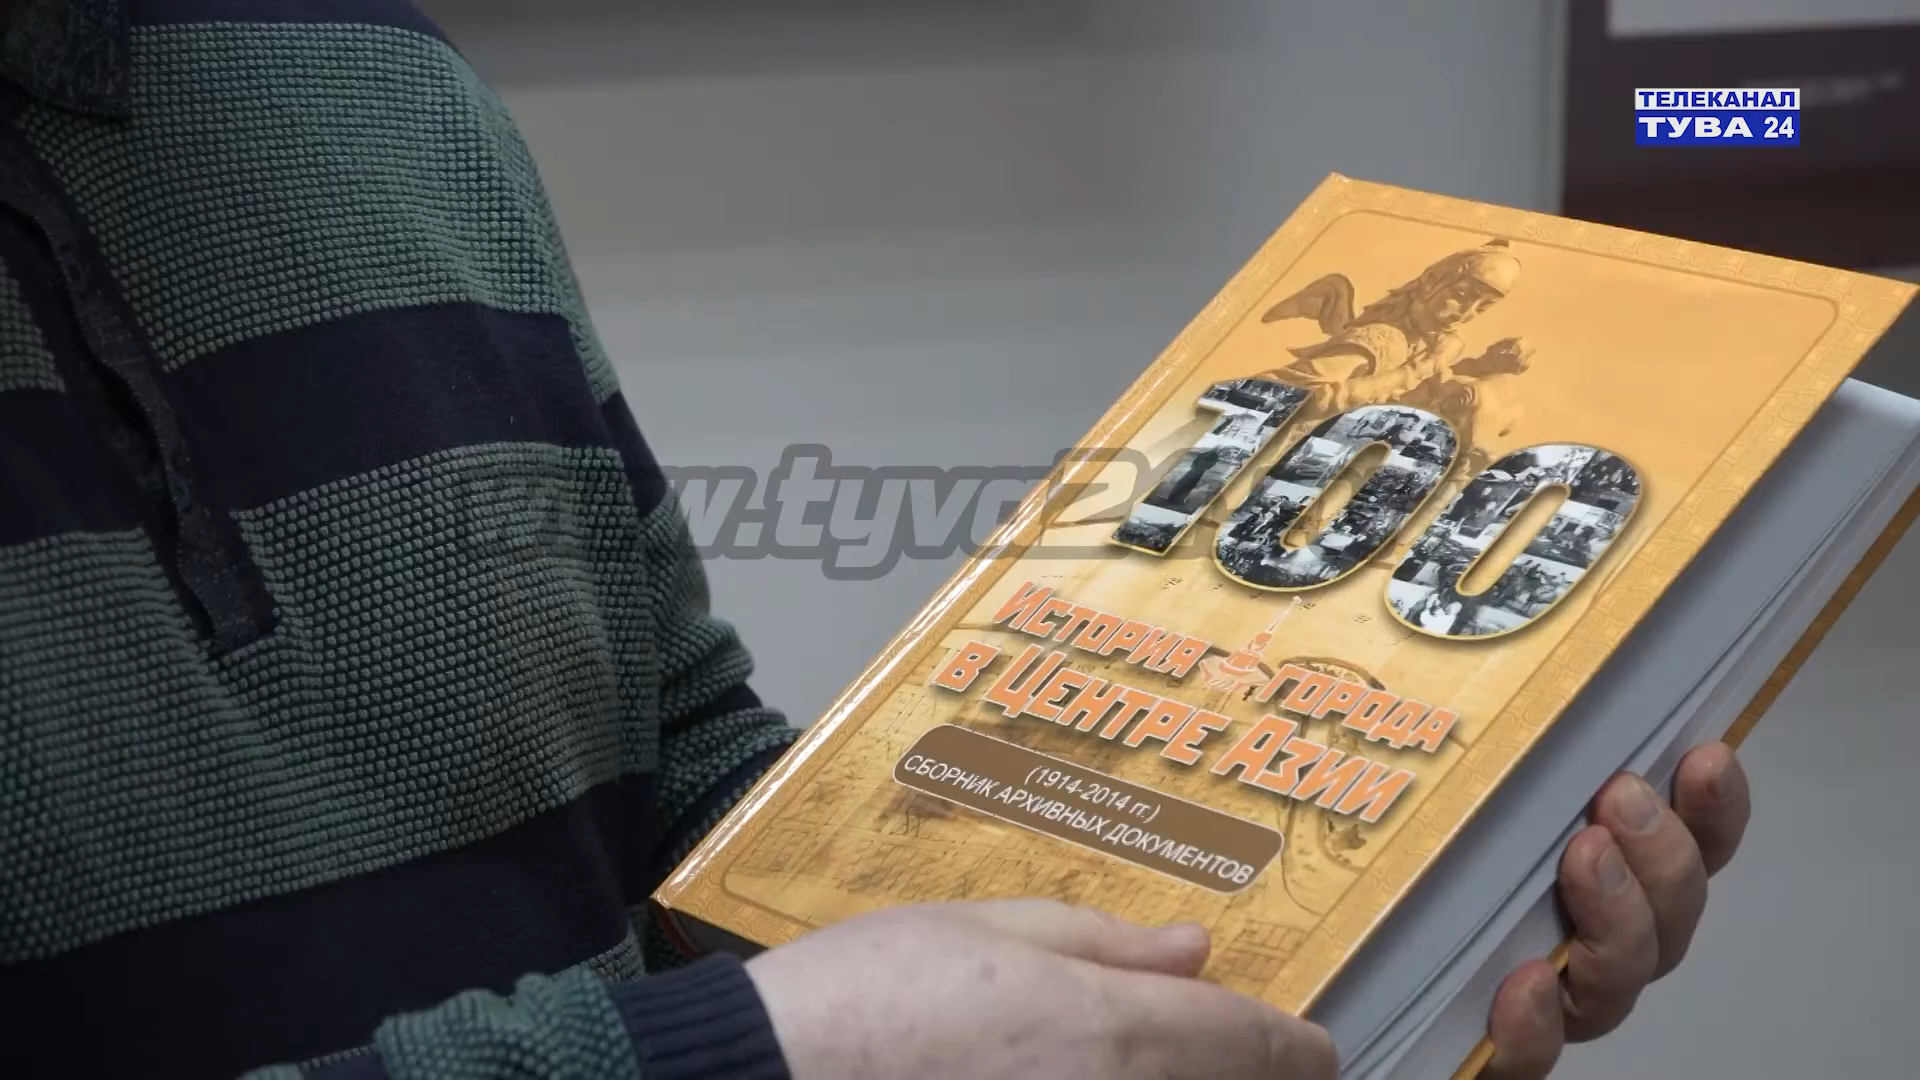 ТЕЛЕКАНАЛ
ТУВА 24
100
ИСТОРИЯ ГОРОДА
В ЦЕНТРЕ АЗИИ
(1914-2014 гг.)
СБОРНИК АРХИВНЫХ ДОКУМЕНТОВ